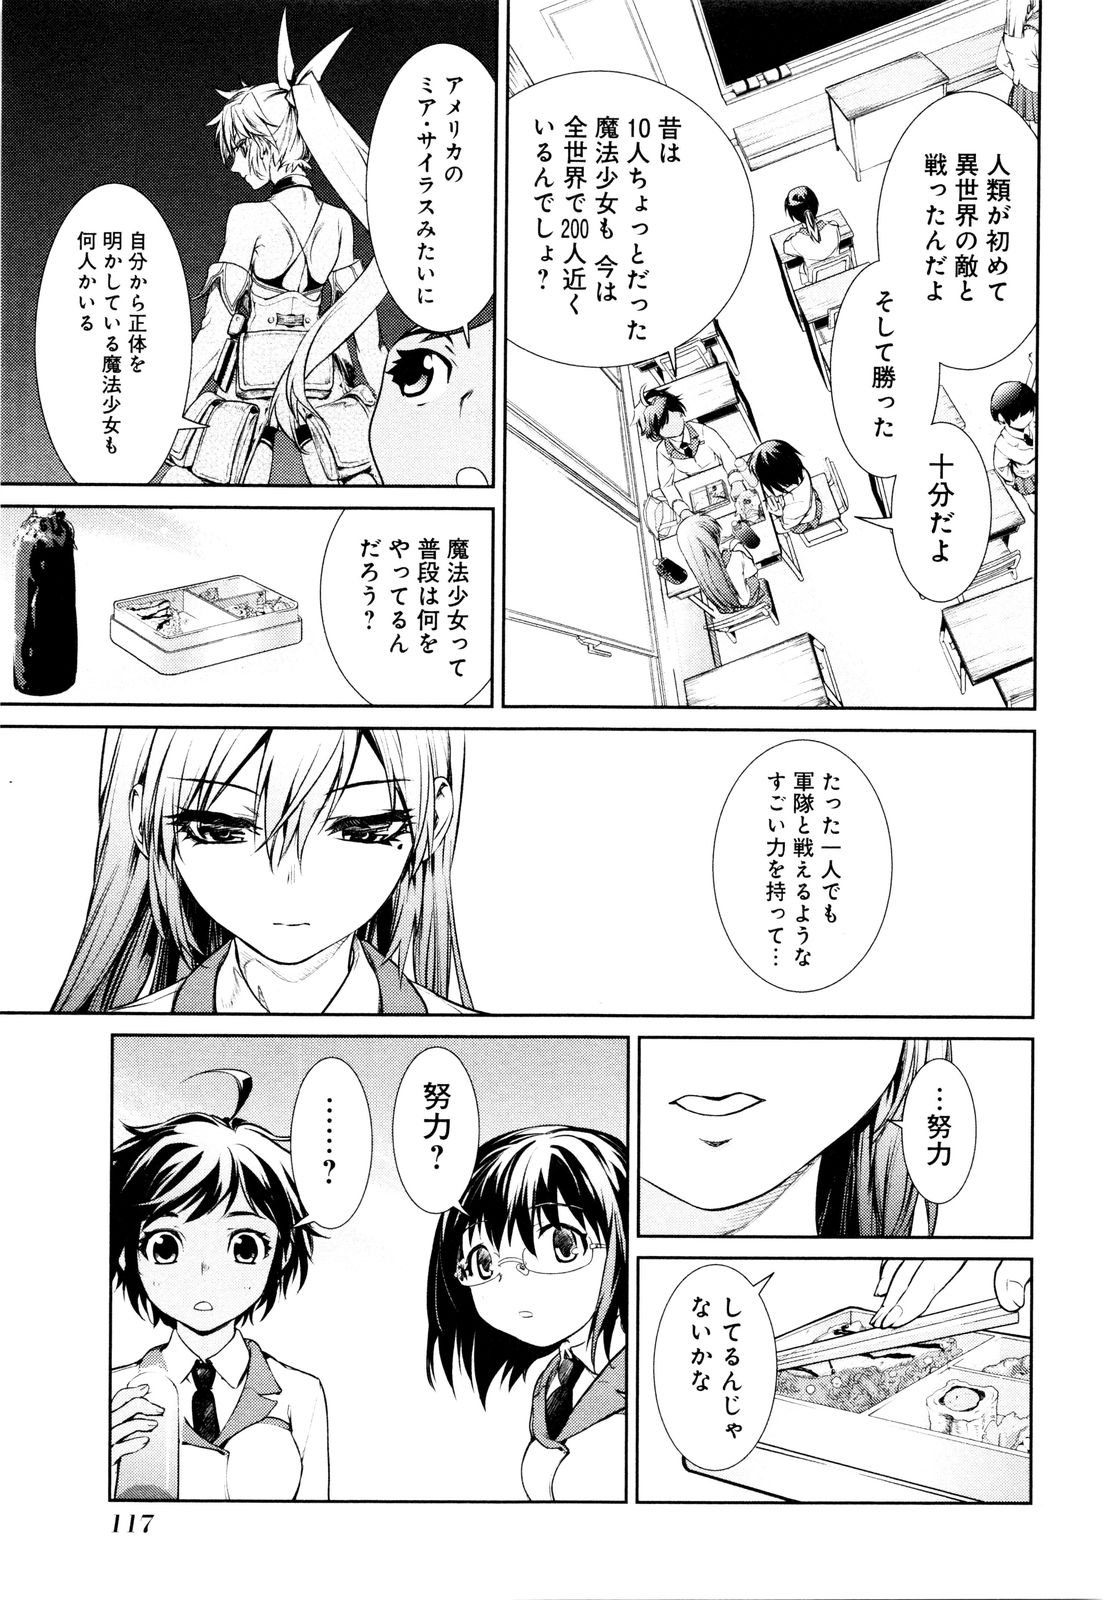 人類が初めて
異世界の敵と
戦ったんだよ
そして勝った
十分だよ
昔は
10人ちょっとだった
魔法少女も 今は
全世界で200人近く
いるんでしょ?
アメリカの
ミア・サイラスみたいに
自分から正体を
明かしている魔法少女も
何人かいる
魔法少女って
普段は何を
やってるん
だろう?
たった一人でも
軍隊と戦えるような
すごい力を持って…
…努力
してるんじゃ
ないかな
努力?
………?
117